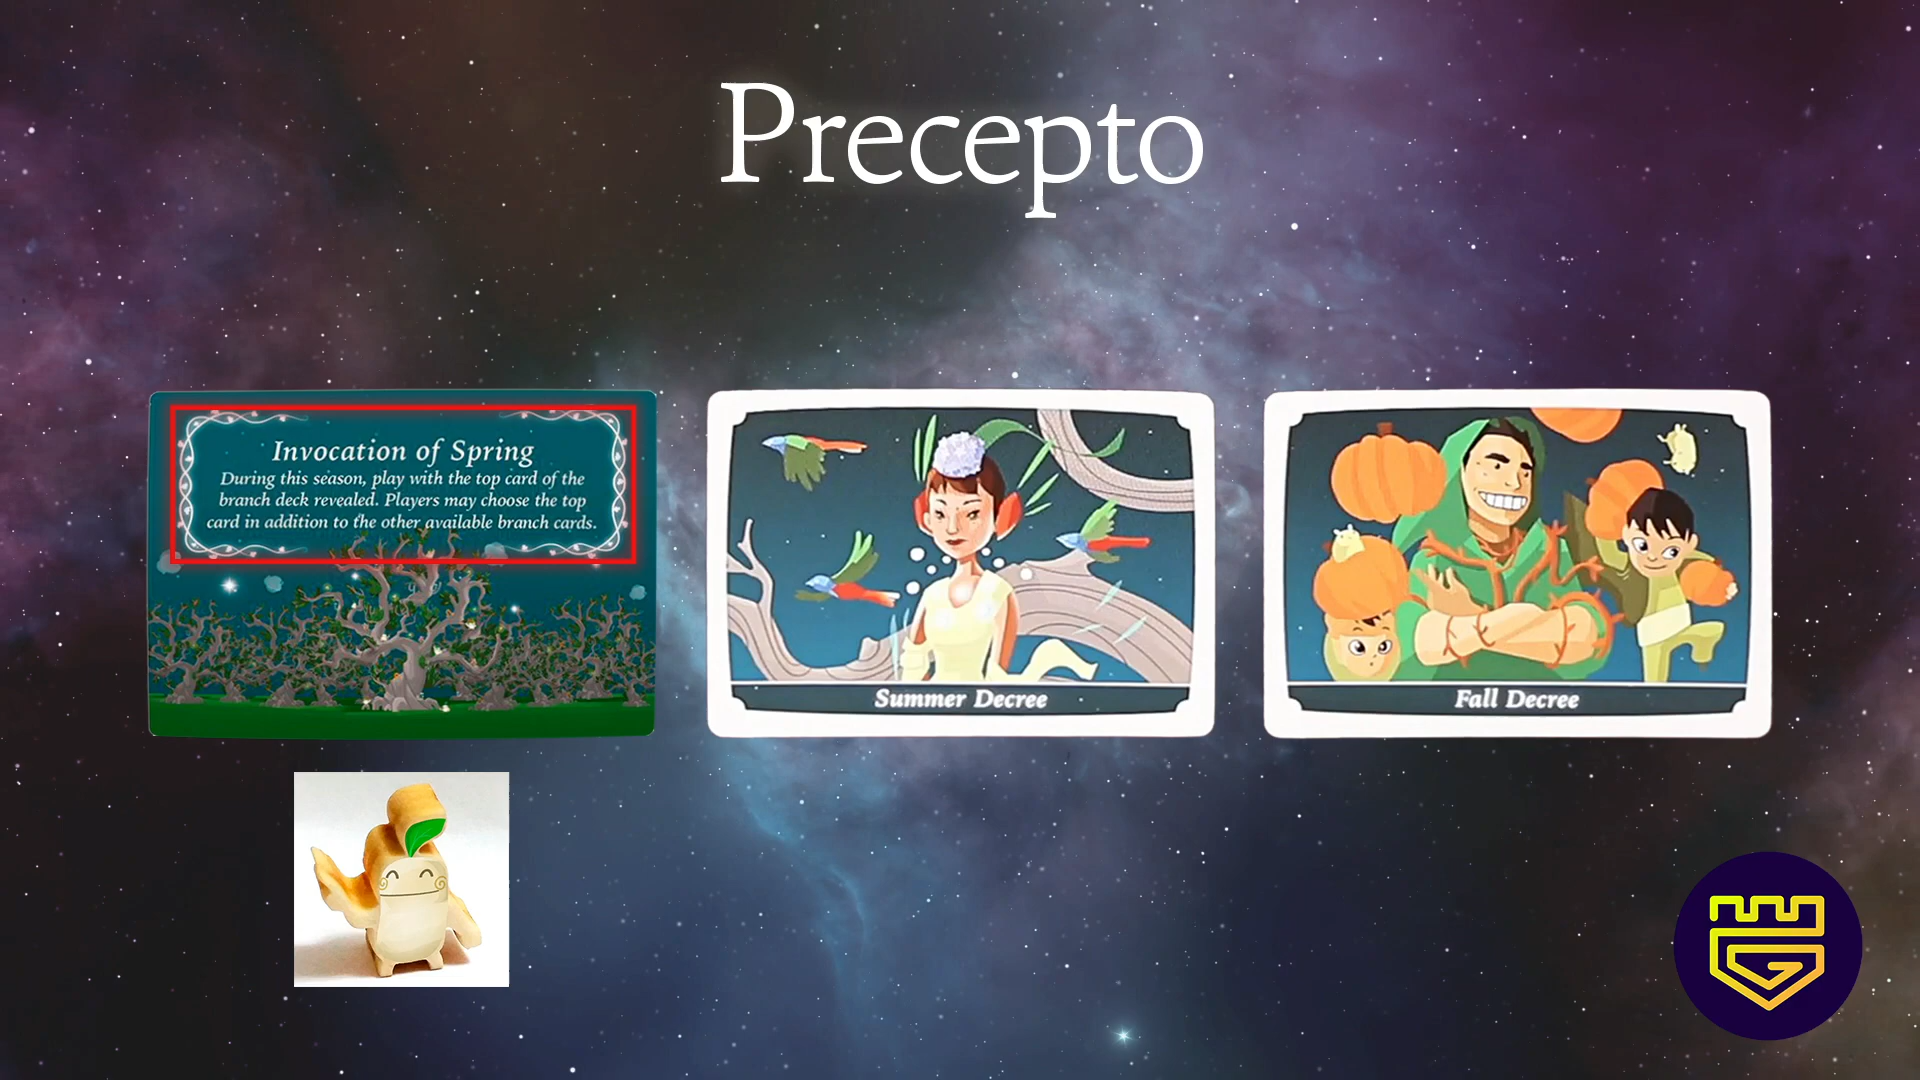 Precepto
Invocation of Spring
During this season, play with the top card of the
branch deck revealed. Players may choose the top
card in addition to the other available branch cards.
Summer Decree
Fall Decree